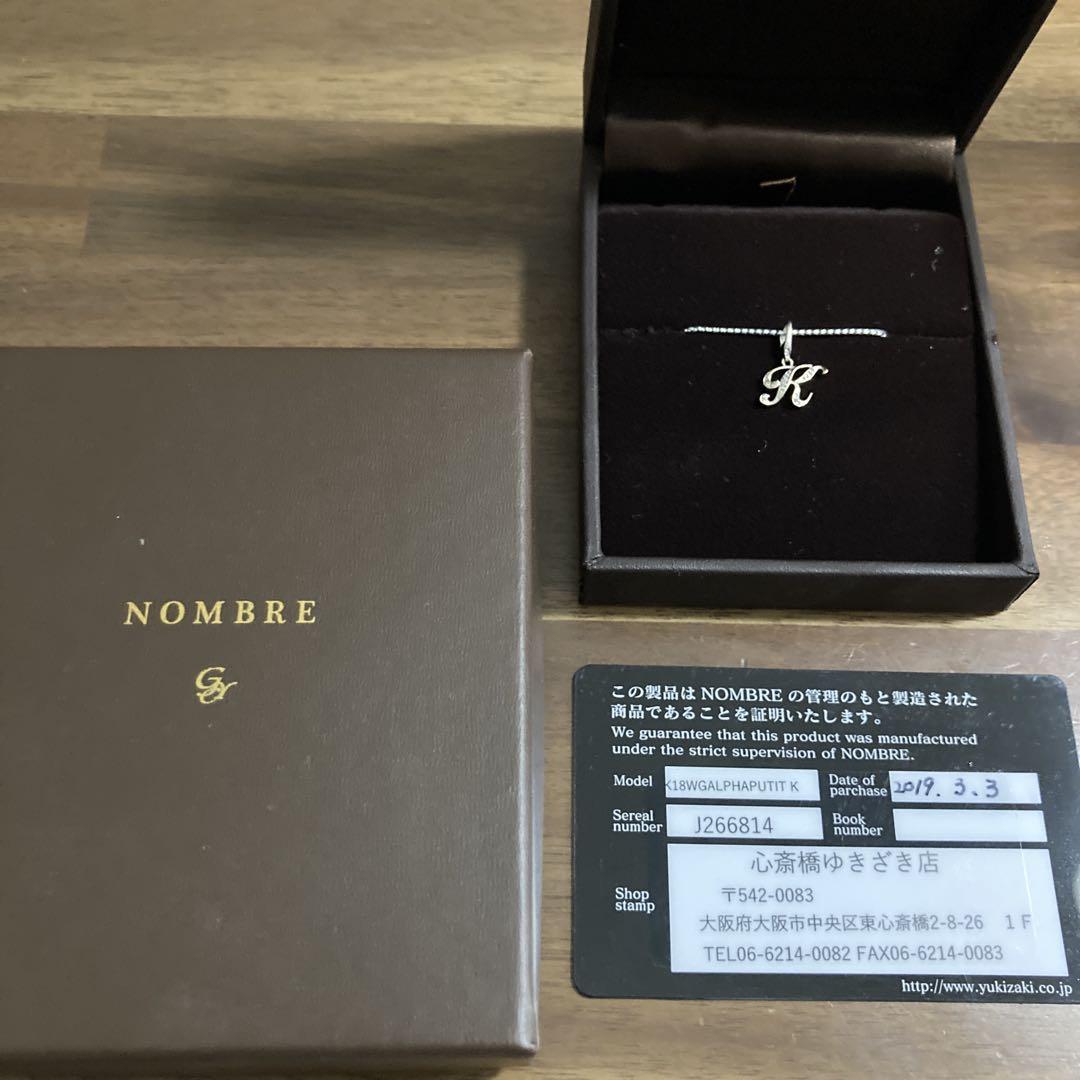 K
NOMBRE
GY
この製品は NOMBRE の管理のもと製造された
商品であることを証明いたします。
We guarantee that this product was manufactured
under the strict supervision of NOMBRE.
Model K18WGALPHAPUTIT K Date of purchase 2019.3.3
Sereal number J266814 Book number
Shop stamp
心斎橋ゆきざき店
〒542-0083
大阪府大阪市中央区東心斎橋2-8-26 1F
TEL06-6214-0082 FAX06-6214-0083
http://www.yukizaki.co.jp